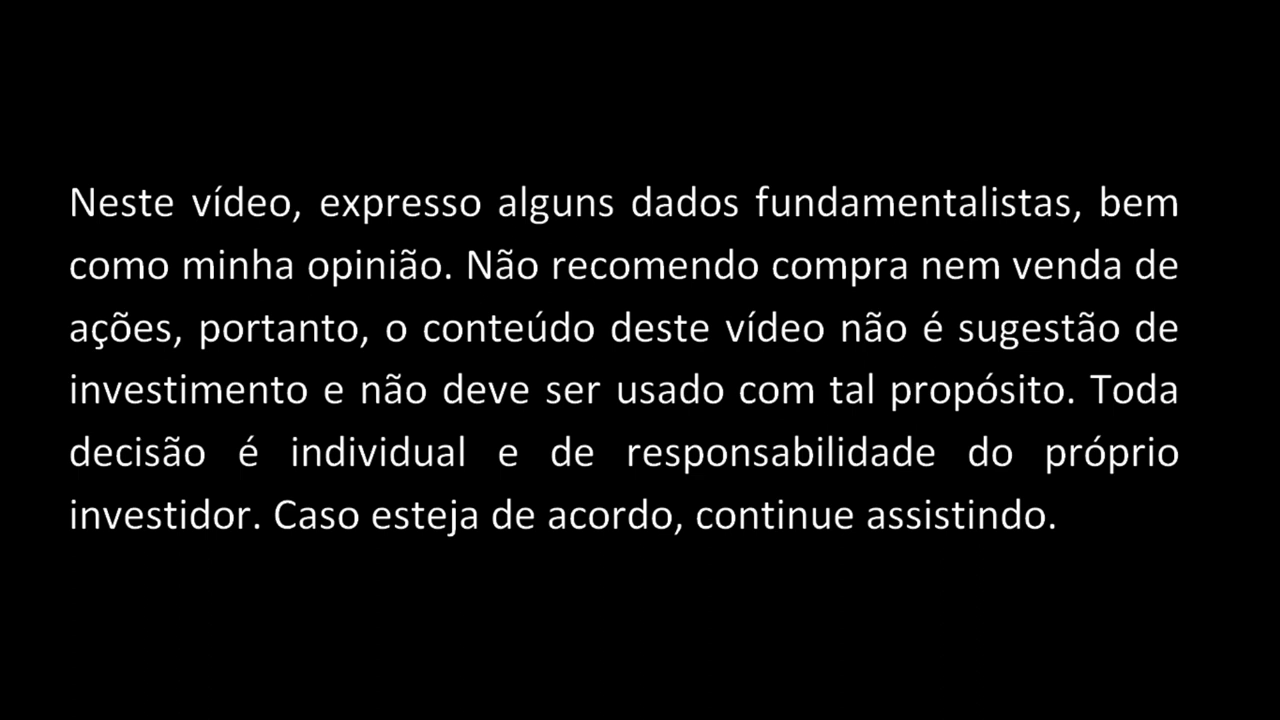 Neste vídeo, expresso alguns dados fundamentalistas, bem
como minha opinião. Não recomendo compra nem venda de
ações, portanto, o conteúdo deste vídeo não é sugestão de
investimento e não deve ser usado com tal propósito. Toda
decisão é individual e de responsabilidade do próprio
investidor. Caso esteja de acordo, continue assistindo.